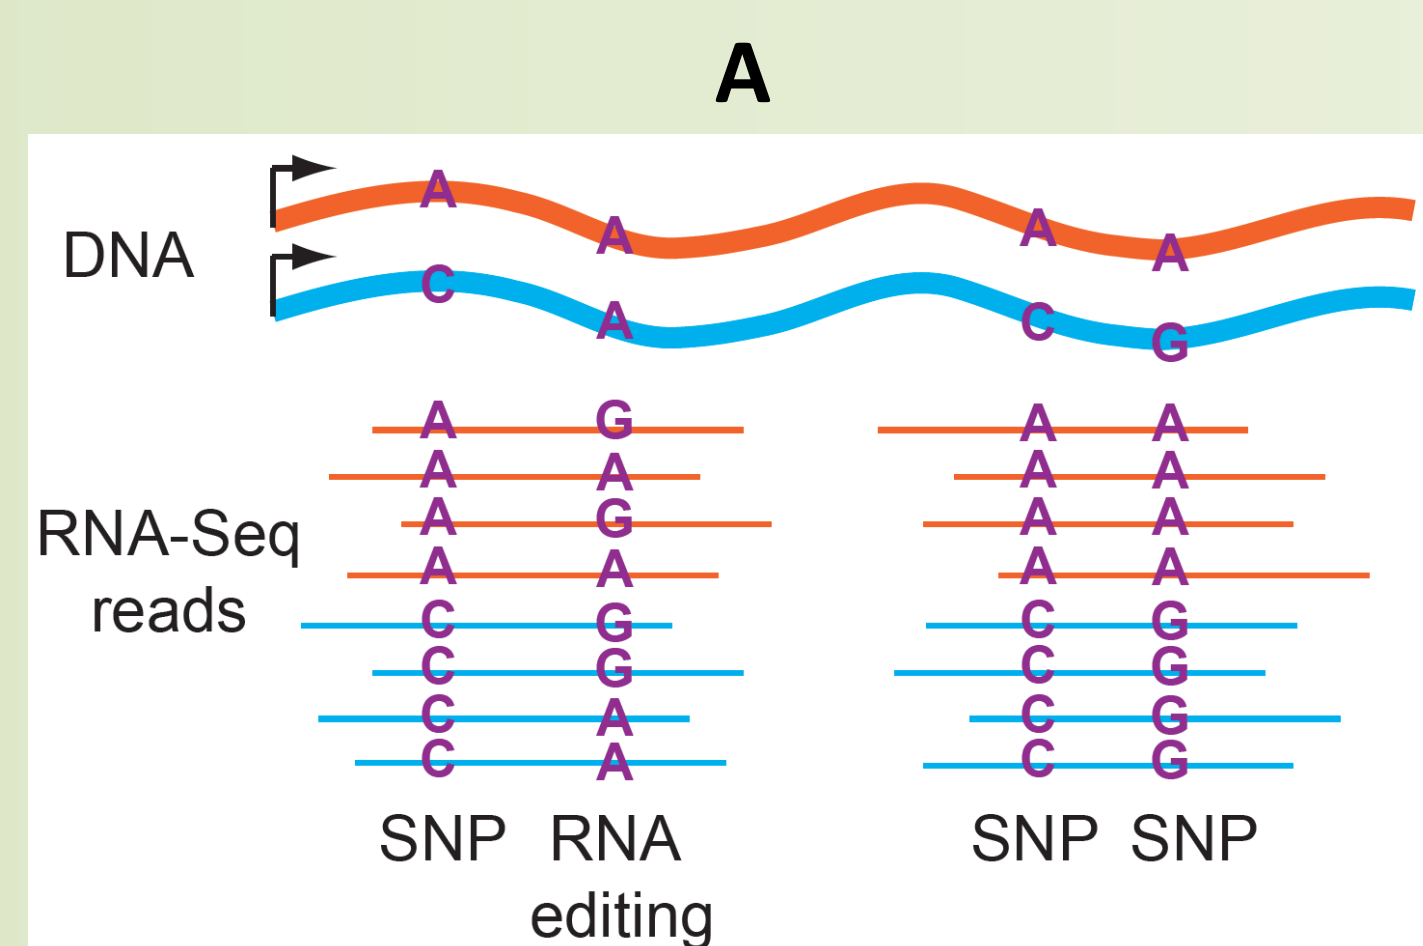 A
A A A A
DNA
C A C G
A G A A
A A A A
A G A A
RNA-Seq
A A A A
reads
C G C G
C G C G
C A C G
C A C G
SNP RNA SNP SNP
editing